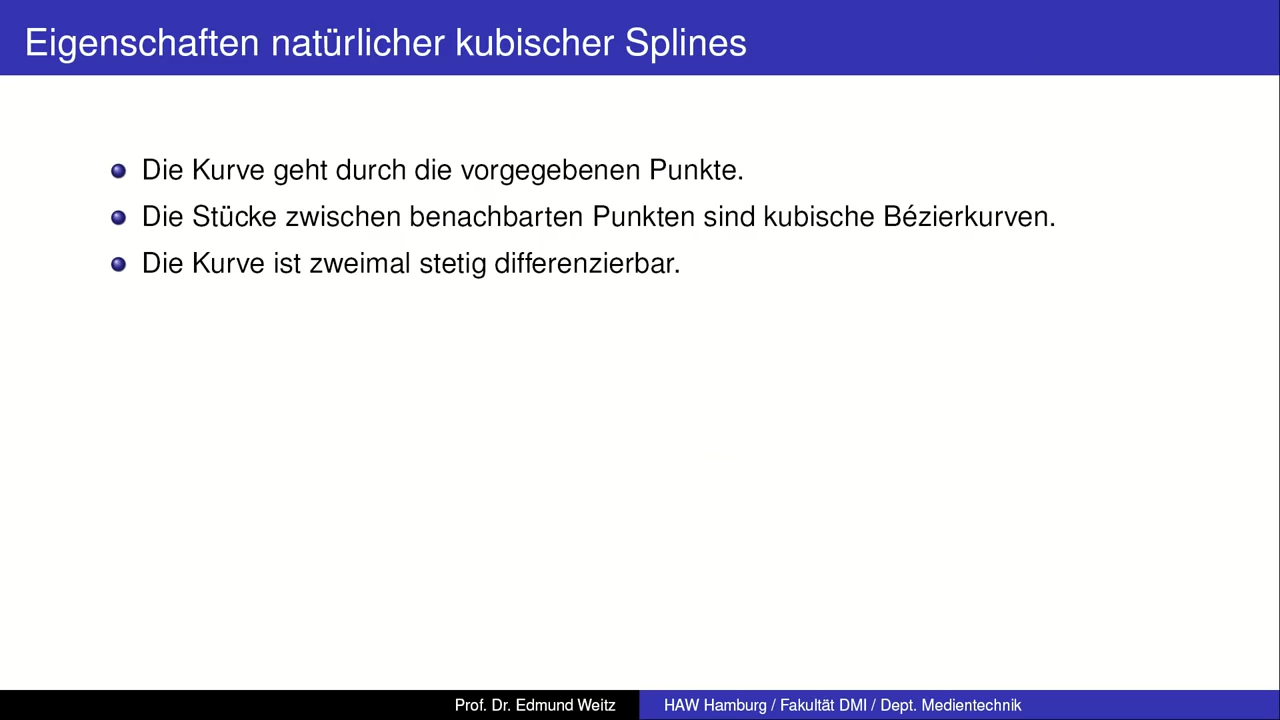 Eigenschaften natürlicher kubischer Splines
Die Kurve geht durch die vorgegebenen Punkte.
Die Stücke zwischen benachbarten Punkten sind kubische Bézierkurven.
Die Kurve ist zweimal stetig differenzierbar.
Prof. Dr. Edmund Weitz
HAW Hamburg / Fakultät DMI / Dept. Medientechnik